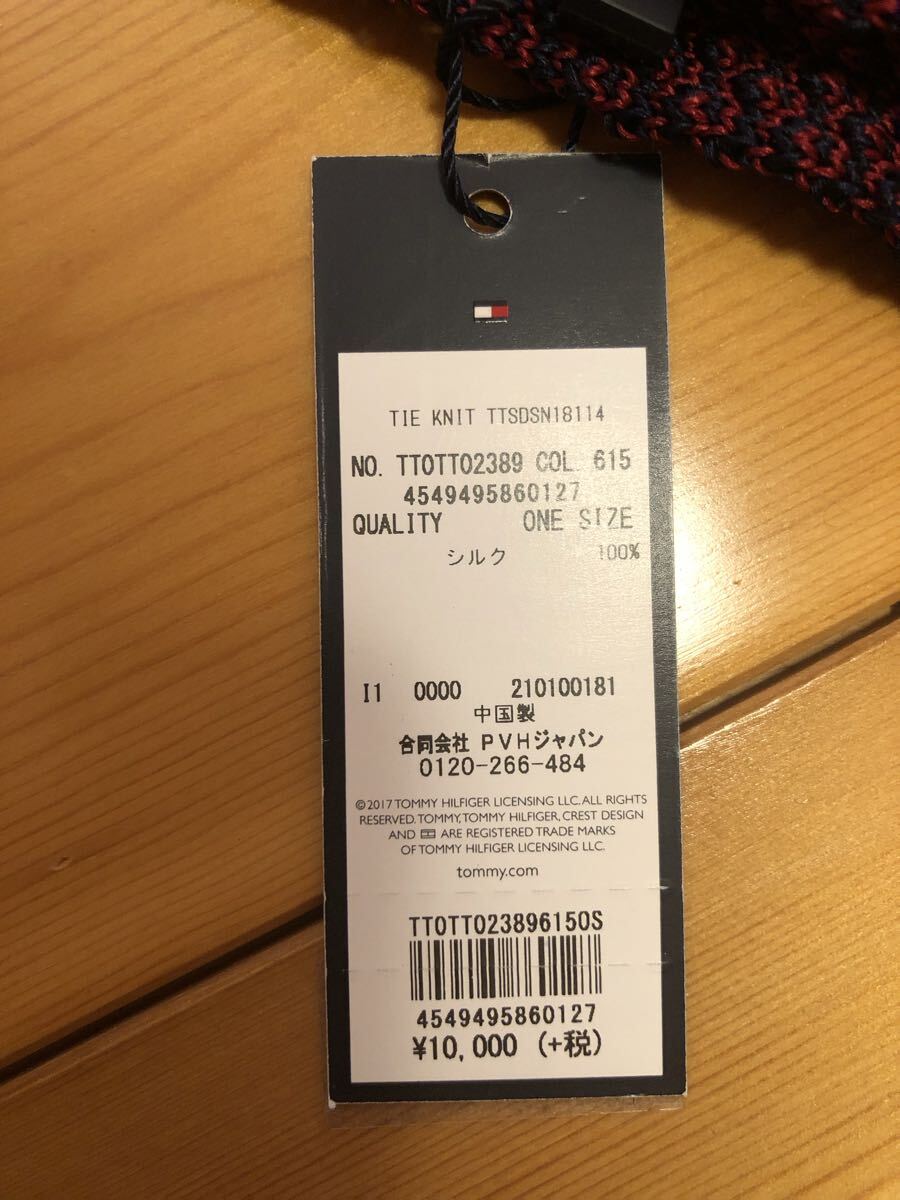 TIE KNIT TTSDSN18114
NO. TTOTT02389 COL. 615
4549495860127
QUALITY ONE SIZE
シルク 100%
I1 0000 210100181
中国製
合同会社 PVHジャパン
0120-266-484
©2017 TOMMY HILFIGER LICENSING LLC. ALL RIGHTS
RESERVED. TOMMY, TOMMY HILFIGER, CREST DESIGN
AND ARE REGISTERED TRADE MARKS
OF TOMMY HILFIGER LICENSING LLC.
tommy.com
TTOTT02389615OS
4549495860127
¥10,000 (+税)